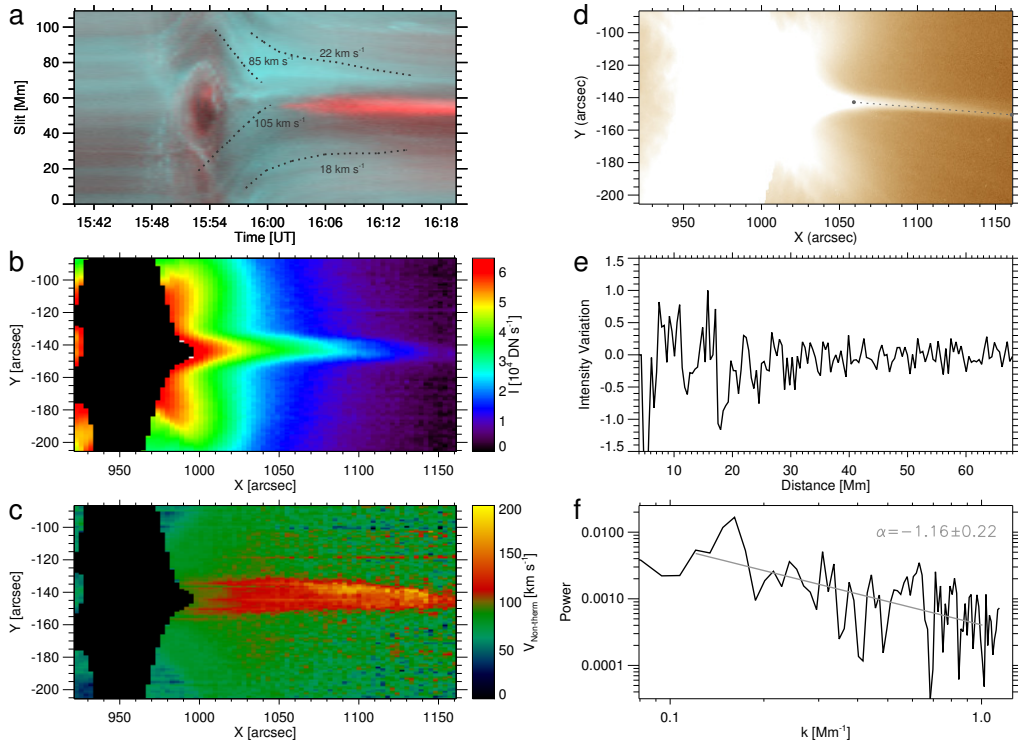 a
Slit [Mm]
100
80
60
40
20
0
85 km s⁻¹
22 km s⁻¹
105 km s⁻¹
18 km s⁻¹
15:42 15:48 15:54 16:00 16:06 16:12 16:18
Time [UT]
b
Y [arcsec]
-100
-120
-140
-160
-180
-200
950 1000 1050 1100 1150
X [arcsec]
6
5
4
3
2
1
0
I [10⁴ DN s⁻¹]
c
Y [arcsec]
-100
-120
-140
-160
-180
-200
950 1000 1050 1100 1150
X [arcsec]
200
150
100
50
0
V Non-therm [km s⁻¹]
d
Y (arcsec)
-100
-120
-140
-160
-180
-200
950 1000 1050 1100 1150
X (arcsec)
e
Intensity Variation
1.5
1.0
0.5
0.0
-0.5
-1.0
-1.5
10 20 30 40 50 60
Distance [Mm]
f
Power
0.0100
0.0010
0.0001
α=−1.16±0.22
0.1 1.0
k [Mm⁻¹]